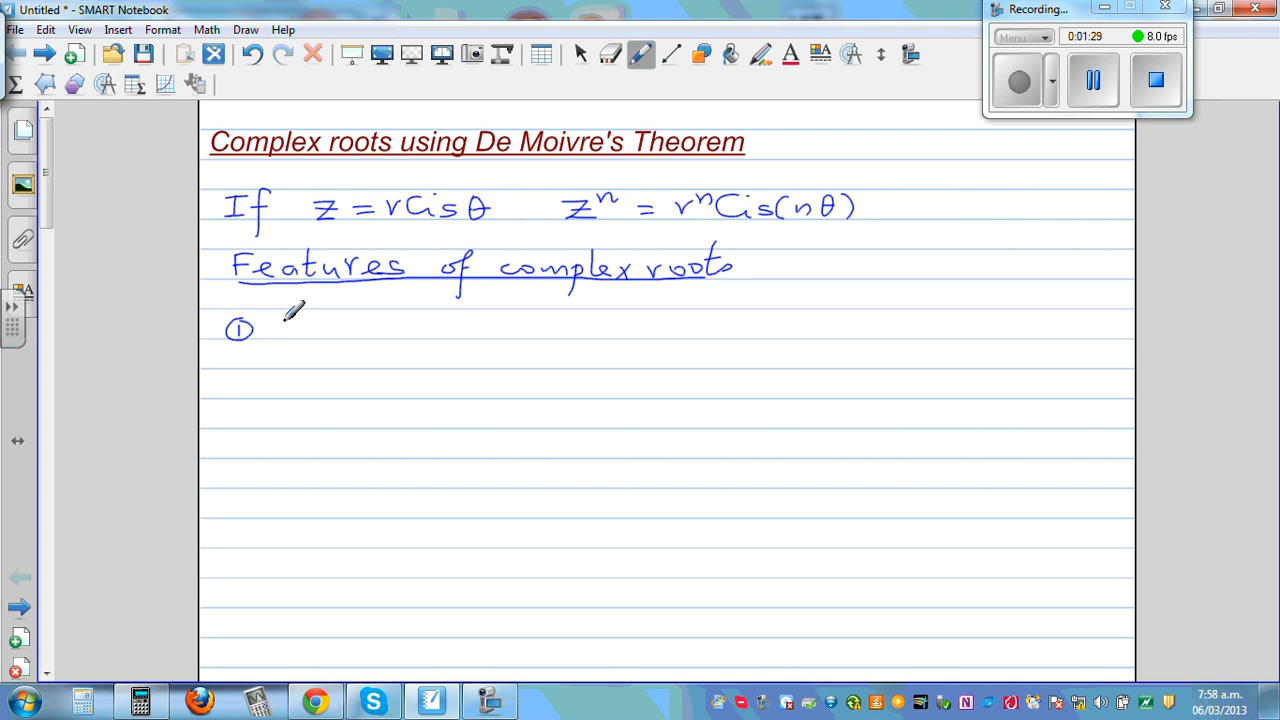 Untitled * - SMART Notebook
File Edit View Insert Format Math Draw Help
Recording...
Menu 0:01:29 8.0 fps
Complex roots using De Moivre's Theorem
If z = rCisθ zⁿ = rⁿCis(nθ)
Features of complex roots
①
7:58 a.m.
06/03/2013